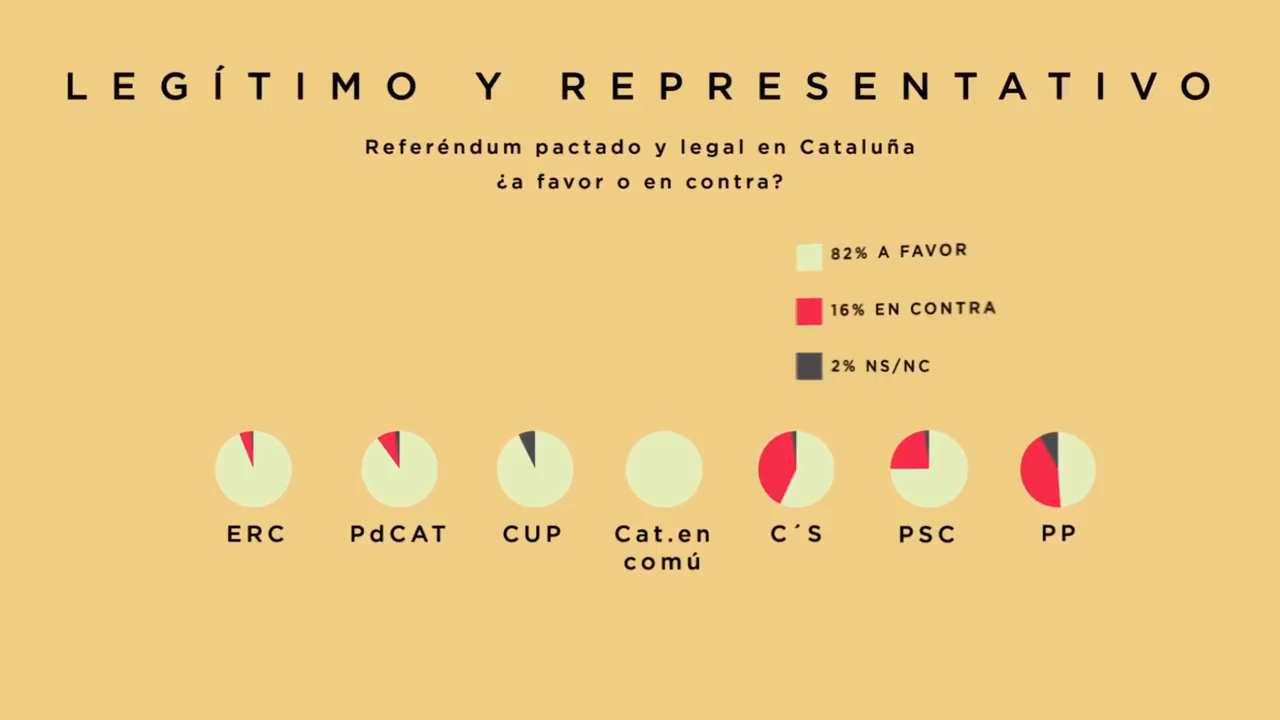 LEGÍTIMO Y REPRESENTATIVO
Referéndum pactado y legal en Cataluña
¿a favor o en contra?
82% A FAVOR
16% EN CONTRA
2% NS/NC
ERC
PdCAT
CUP
Cat.en
comú
C´S
PSC
PP